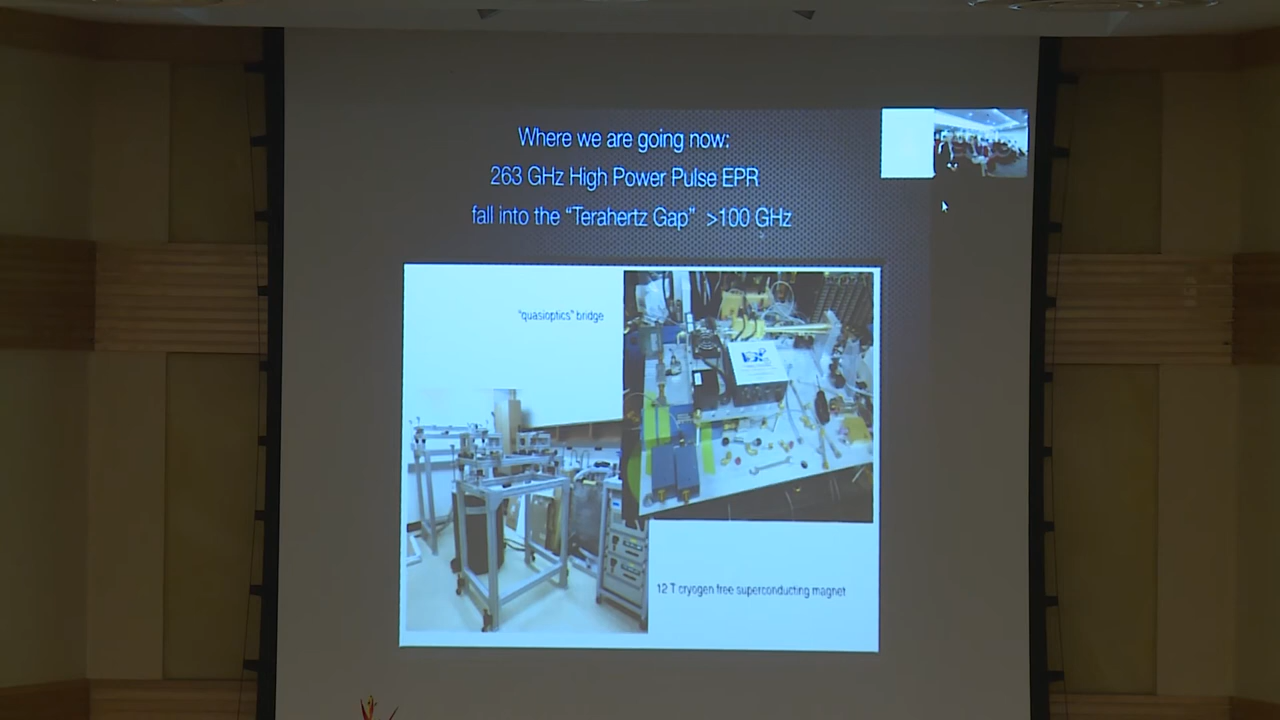 Where we are going now:
263 GHz High Power Pulse EPR
fall into the “Terahertz Gap” >100 GHz
“quasioptics” bridge
12 T cryogen free superconducting magnet